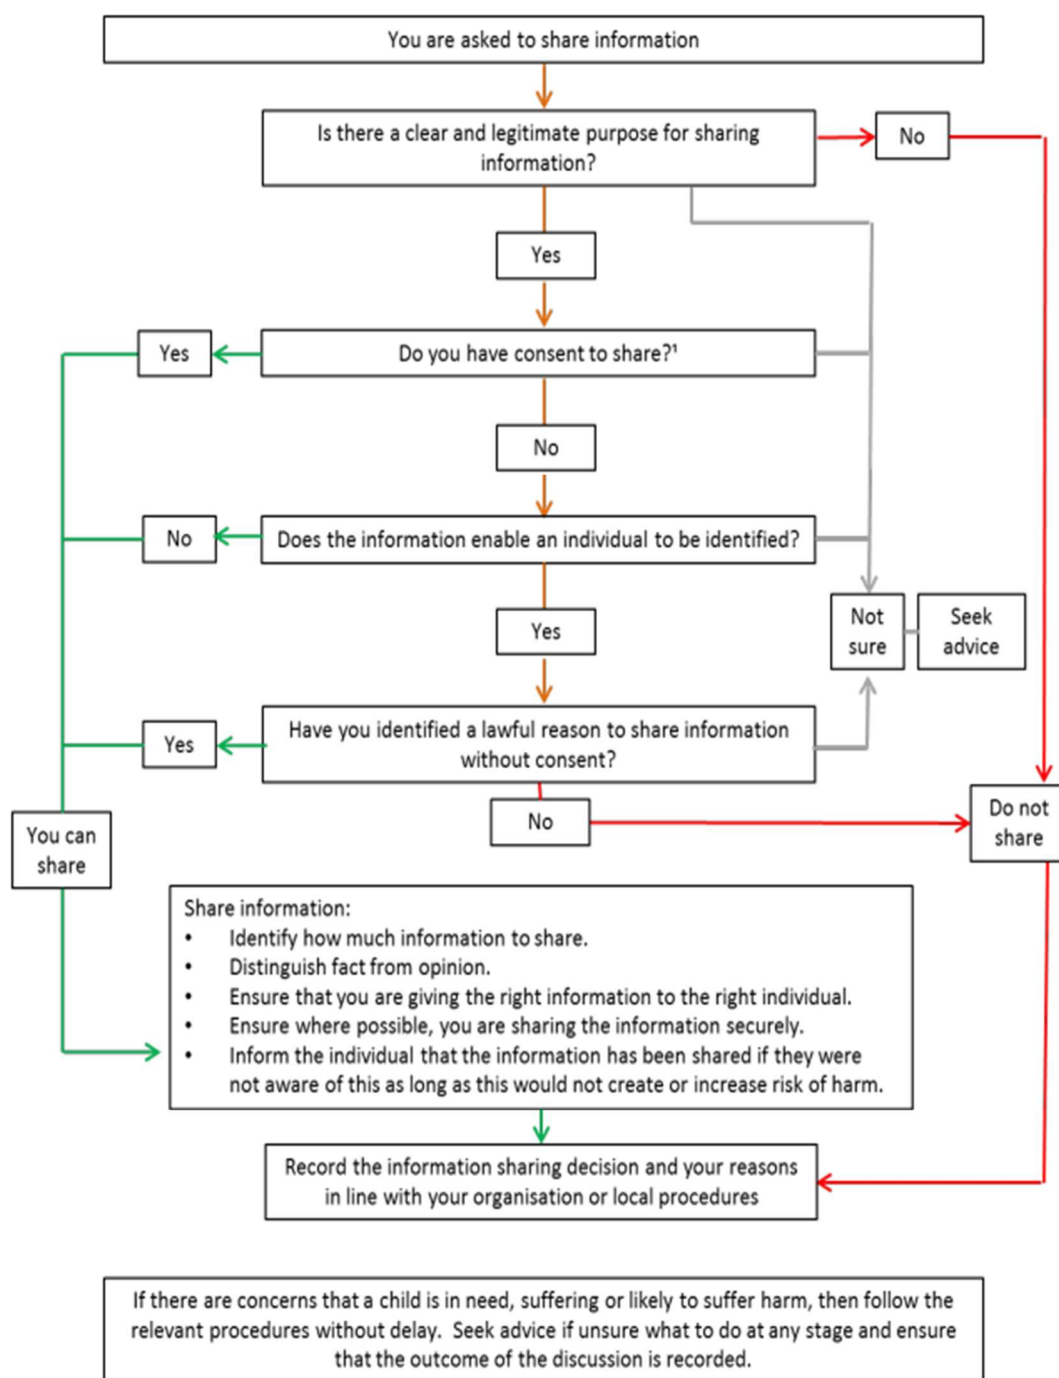 You are asked to share information
Is there a clear and legitimate purpose for sharing
information?
No
Yes
Yes
Do you have consent to share?¹
No
No
Does the information enable an individual to be identified?
Yes
Not
sure
Seek
advice
Yes
Have you identified a lawful reason to share information
without consent?
No
You can
share
Do not
share
Share information:
• Identify how much information to share.
• Distinguish fact from opinion.
• Ensure that you are giving the right information to the right individual.
• Ensure where possible, you are sharing the information securely.
• Inform the individual that the information has been shared if they were
not aware of this as long as this would not create or increase risk of harm.
Record the information sharing decision and your reasons
in line with your organisation or local procedures
If there are concerns that a child is in need, suffering or likely to suffer harm, then follow the
relevant procedures without delay. Seek advice if unsure what to do at any stage and ensure
that the outcome of the discussion is recorded.